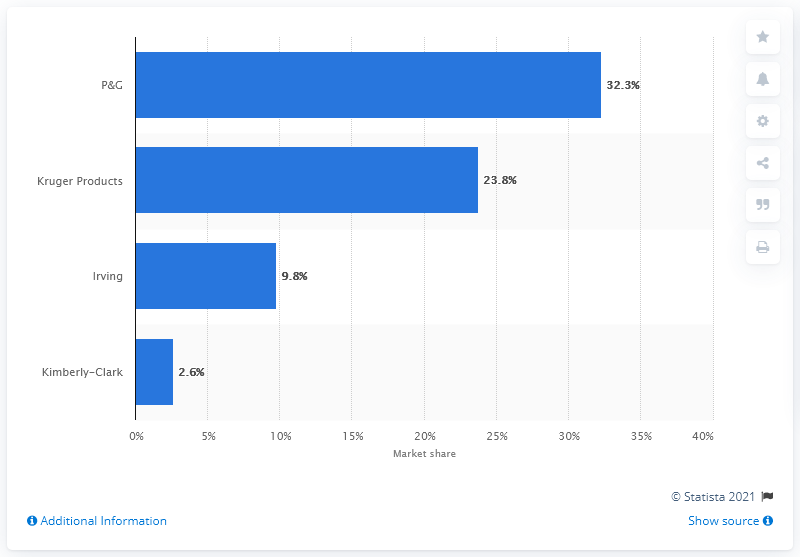 P&G 32.3%
Kruger Products 23.8%
Irving 9.8%
Kimberly-Clark 2.6%
0% 5% 10% 15% 20% 25% 30% 35% 40%
Market share
© Statista 2021
Additional Information Show source